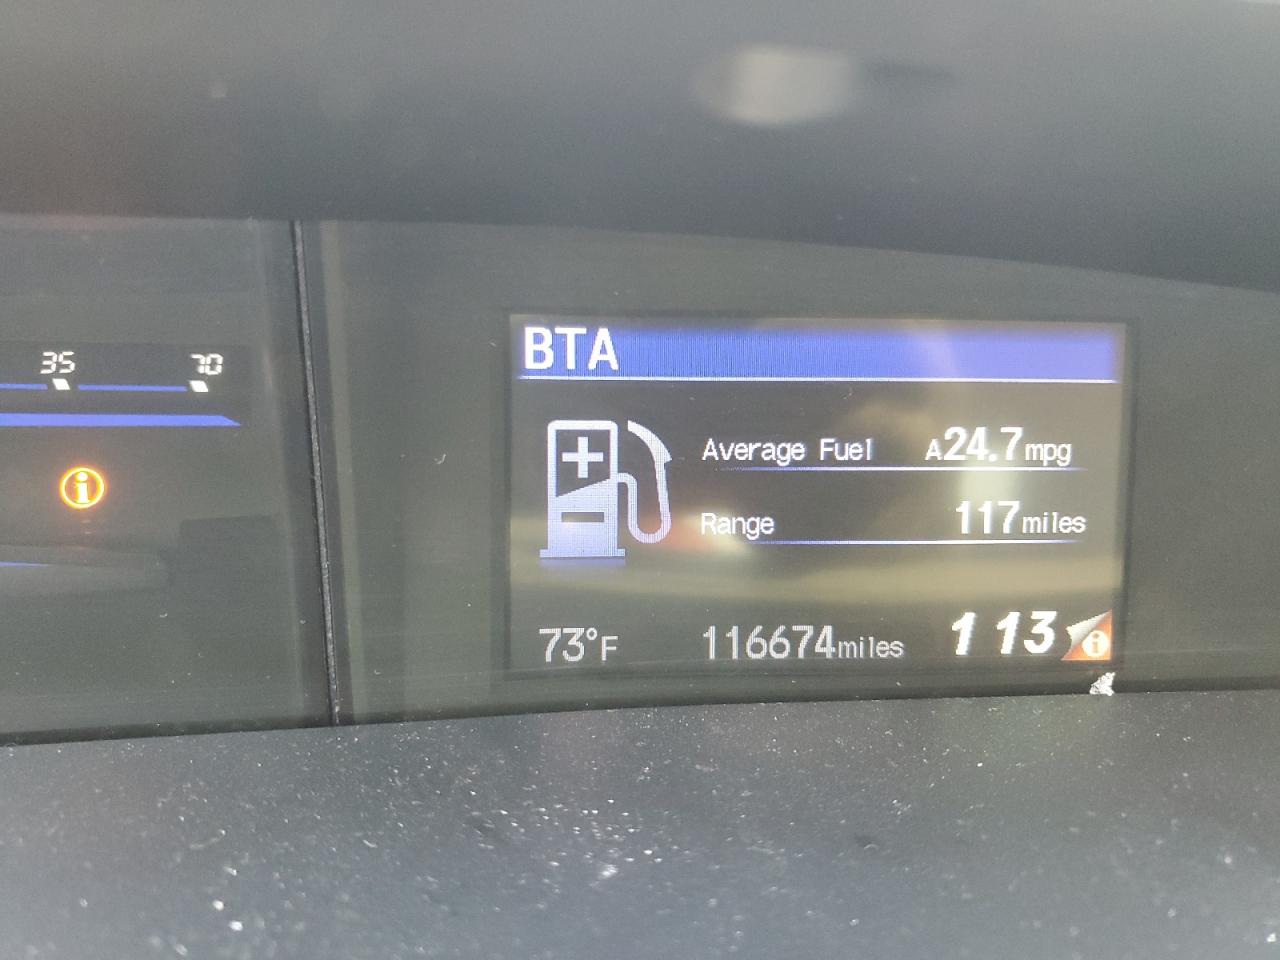 35 70
i
BTA
Average Fuel A24.7mpg
Range 117miles
73°F 116674miles 1 13 i